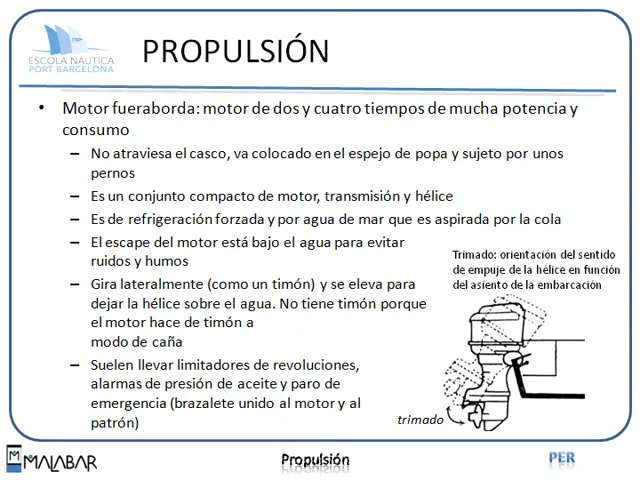 ESCOLA NÁUTICA
PORT BARCELONA
PROPULSIÓN
• Motor fueraborda: motor de dos y cuatro tiempos de mucha potencia y
consumo
– No atraviesa el casco, va colocado en el espejo de popa y sujeto por unos
pernos
– Es un conjunto compacto de motor, transmisión y hélice
– Es de refrigeración forzada y por agua de mar que es aspirada por la cola
– El escape del motor está bajo el agua para evitar
ruidos y humos
– Gira lateralmente (como un timón) y se eleva para
dejar la hélice sobre el agua. No tiene timón porque
el motor hace de timón a
modo de caña
– Suelen llevar limitadores de revoluciones,
alarmas de presión de aceite y paro de
emergencia (brazalete unido al motor y al
patrón)
Trimado: orientación del sentido
de empuje de la hélice en función
del asiento de la embarcación
trimado
MALABAR
Propulsión
PER